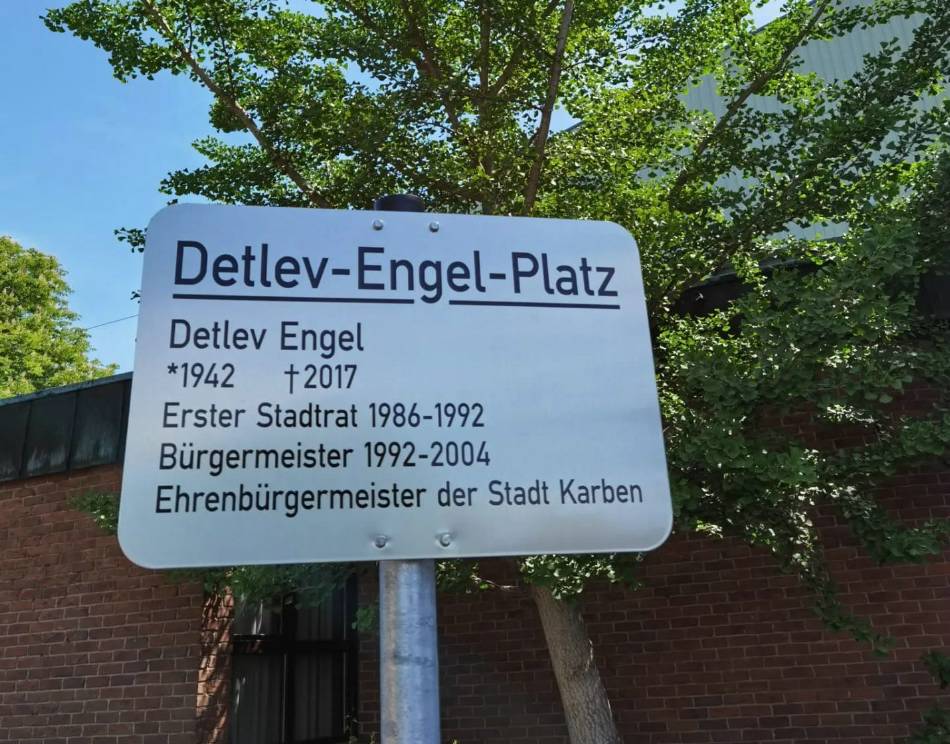 Detlev-Engel-Platz
Detlev Engel
*1942 †2017
Erster Stadtrat 1986-1992
Bürgermeister 1992-2004
Ehrenbürgermeister der Stadt Karben